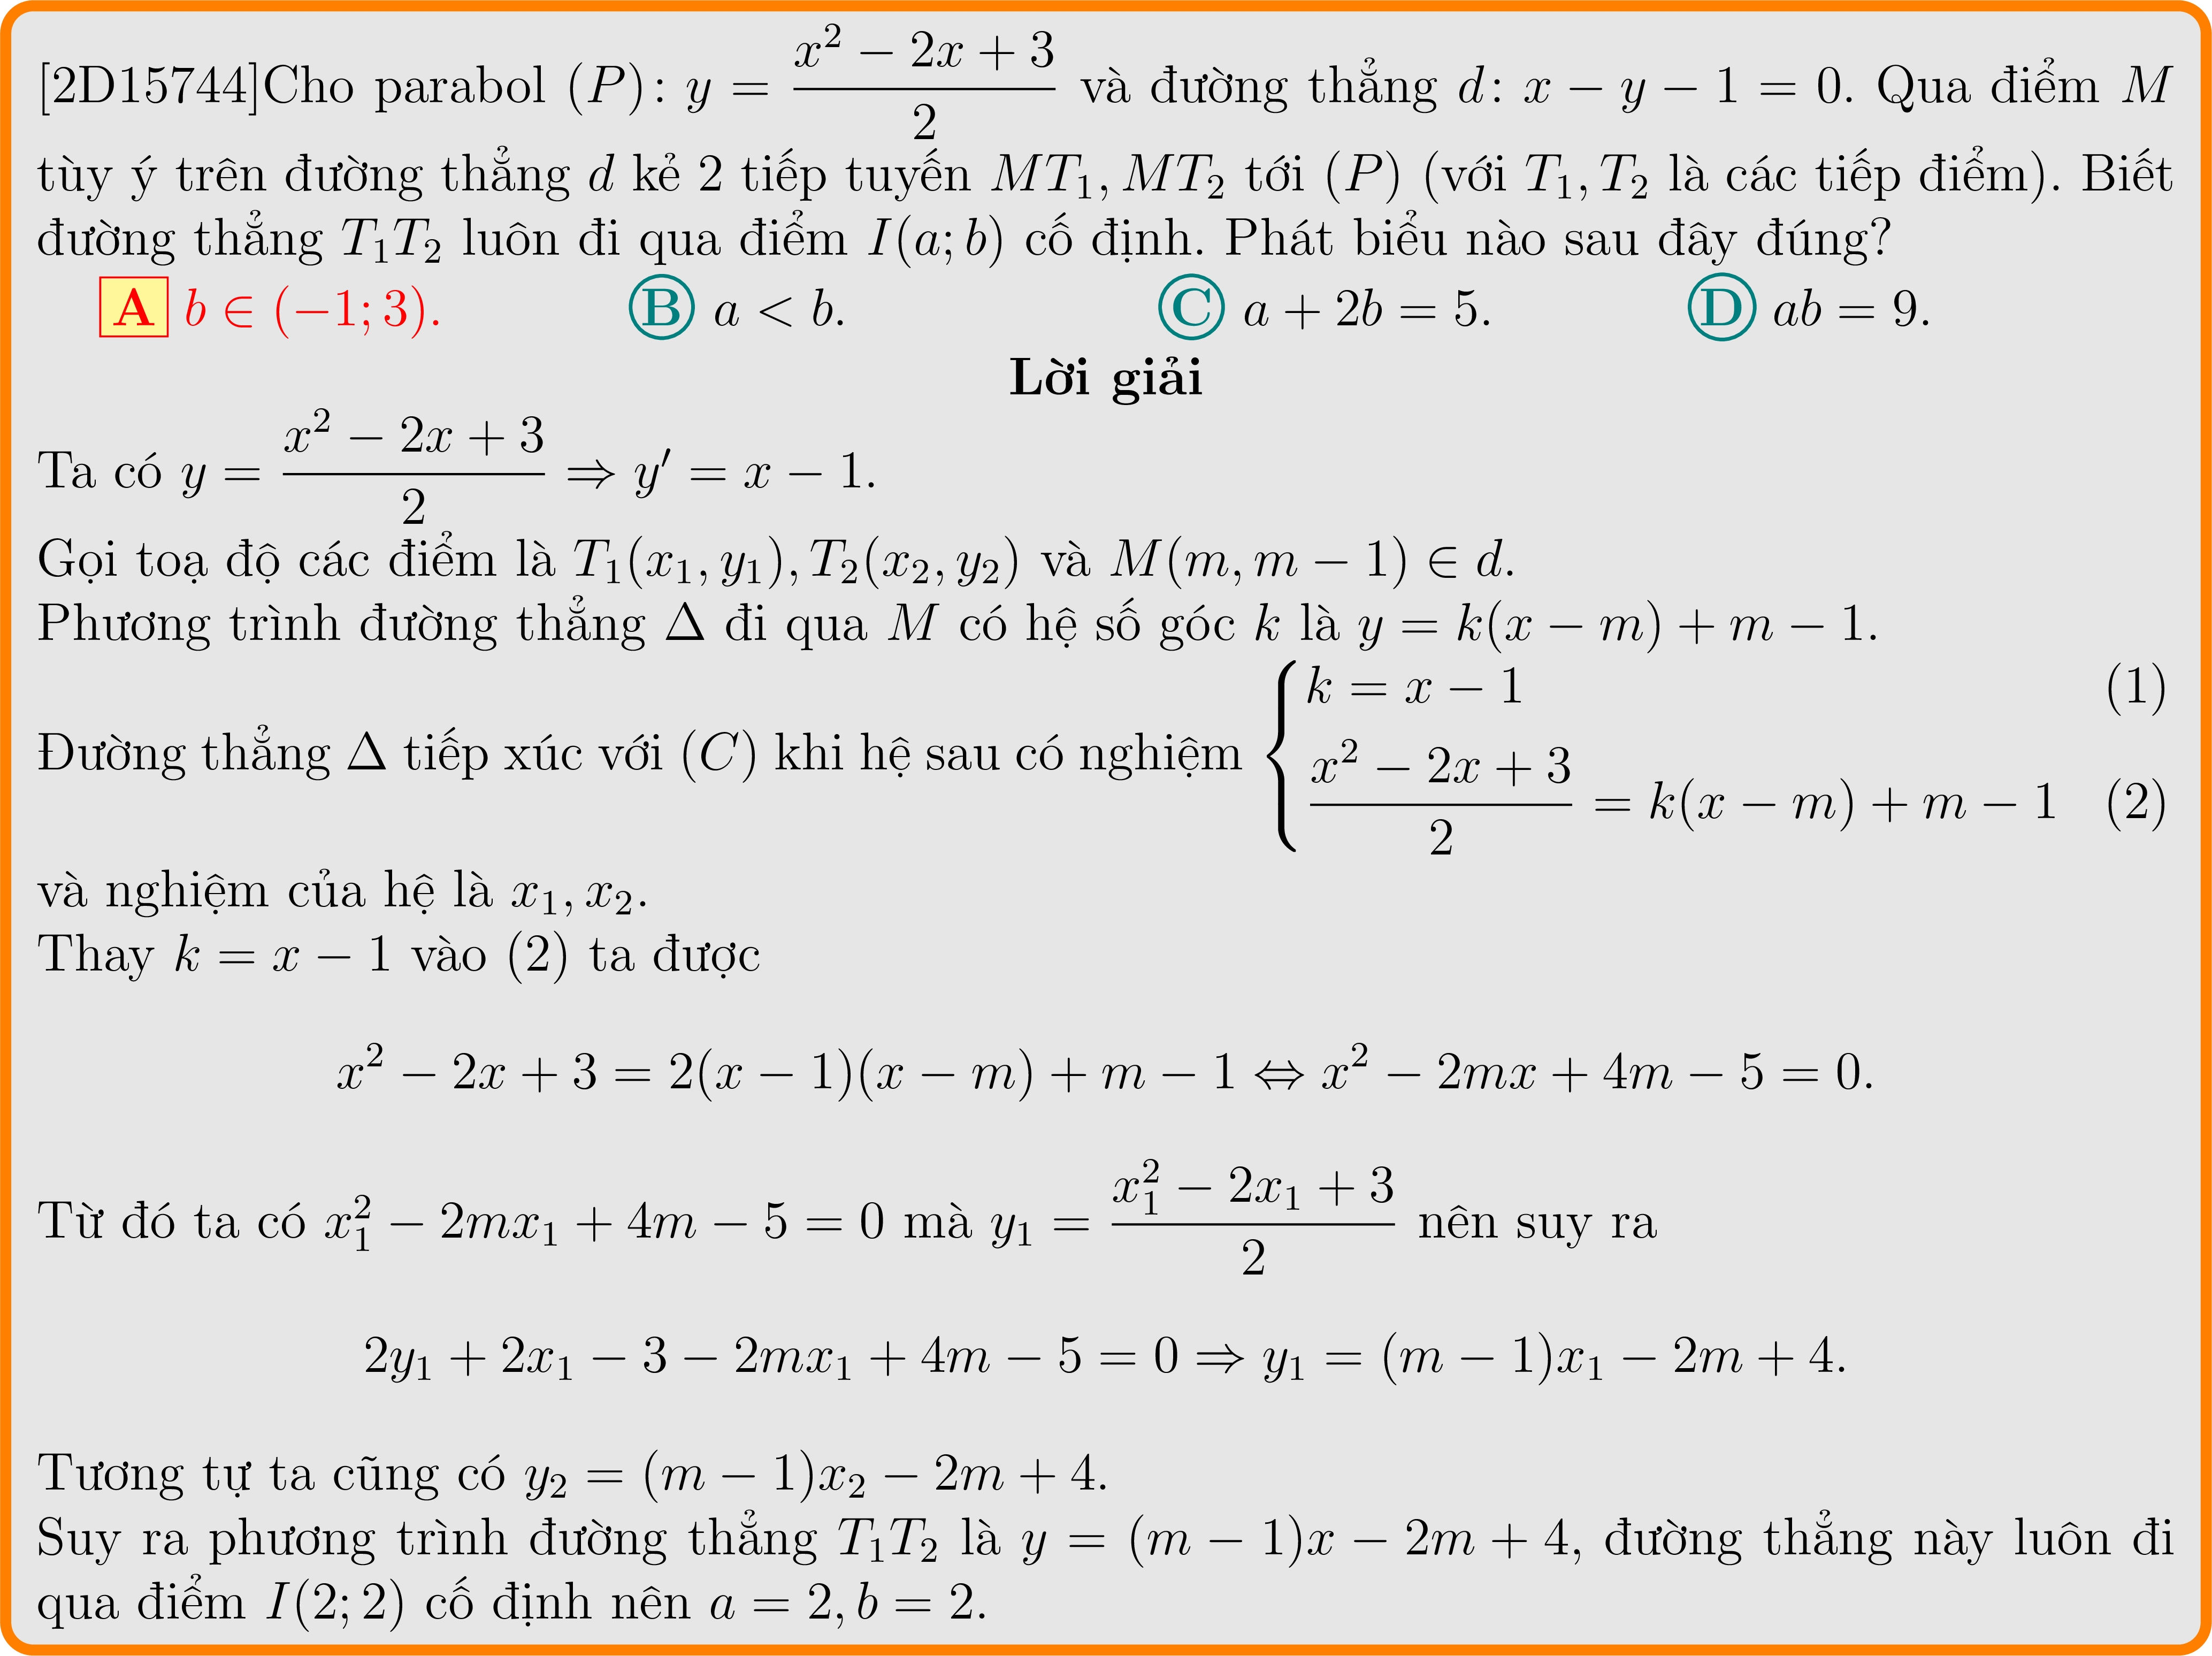 [2D15744]Cho parabol $(P)\colon y = \dfrac{x^2 - 2x + 3}{2}$ và đường thẳng $d\colon x - y - 1 = 0$. Qua điểm $M$
tùy ý trên đường thẳng $d$ kẻ 2 tiếp tuyến $MT_1, MT_2$ tới $(P)$ (với $T_1, T_2$ là các tiếp điểm). Biết
đường thẳng $T_1T_2$ luôn đi qua điểm $I(a; b)$ cố định. Phát biểu nào sau đây đúng?
A $b \in (-1; 3)$. B $a < b$. C $a + 2b = 5$. D $ab = 9$.
Lời giải
Ta có $y = \dfrac{x^2 - 2x + 3}{2} \Rightarrow y' = x - 1$.
Gọi toạ độ các điểm là $T_1(x_1, y_1), T_2(x_2, y_2)$ và $M(m, m - 1) \in d$.
Phương trình đường thẳng $\Delta$ đi qua $M$ có hệ số góc $k$ là $y = k(x - m) + m - 1$.
Đường thẳng $\Delta$ tiếp xúc với $(C)$ khi hệ sau có nghiệm $\begin{cases} k = x - 1 & (1) \\ \dfrac{x^2 - 2x + 3}{2} = k(x - m) + m - 1 & (2) \end{cases}$
và nghiệm của hệ là $x_1, x_2$.
Thay $k = x - 1$ vào (2) ta được
$x^2 - 2x + 3 = 2(x - 1)(x - m) + m - 1 \Leftrightarrow x^2 - 2mx + 4m - 5 = 0.$
Từ đó ta có $x_1^2 - 2mx_1 + 4m - 5 = 0$ mà $y_1 = \dfrac{x_1^2 - 2x_1 + 3}{2}$ nên suy ra
$2y_1 + 2x_1 - 3 - 2mx_1 + 4m - 5 = 0 \Rightarrow y_1 = (m - 1)x_1 - 2m + 4.$
Tương tự ta cũng có $y_2 = (m - 1)x_2 - 2m + 4$.
Suy ra phương trình đường thẳng $T_1T_2$ là $y = (m - 1)x - 2m + 4$, đường thẳng này luôn đi
qua điểm $I(2; 2)$ cố định nên $a = 2, b = 2$.